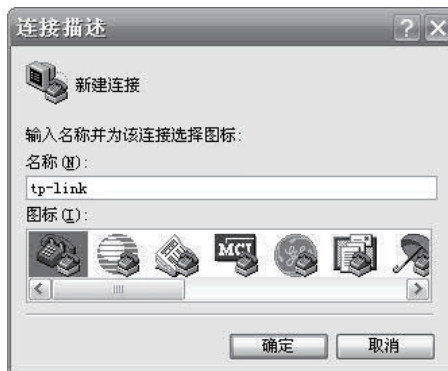 连接描述
新建连接
输入名称并为该连接选择图标:
名称(N):
tp-link
图标(I):
MCI
确定
取消